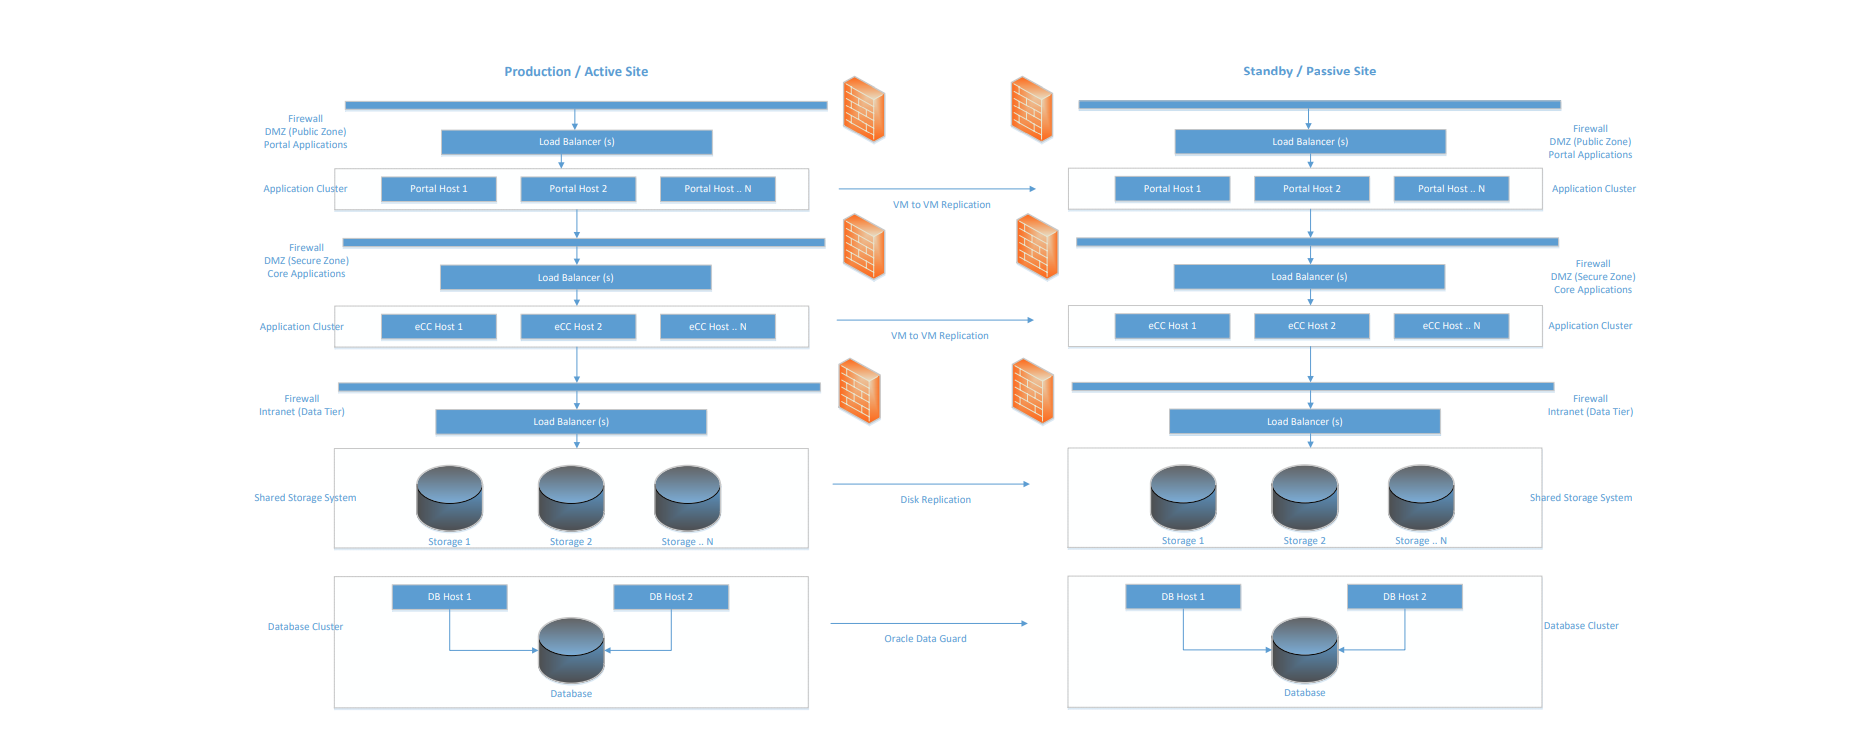 Production / Active Site
Standby / Passive Site
Firewall
DMZ (Public Zone)
Portal Applications
Load Balancer (s)
Load Balancer (s)
Firewall
DMZ (Public Zone)
Portal Applications
Application Cluster
Portal Host 1
Portal Host 2
Portal Host .. N
VM to VM Replication
Portal Host 1
Portal Host 2
Portal Host .. N
Application Cluster
Firewall
DMZ (Secure Zone)
Core Applications
Load Balancer (s)
Load Balancer (s)
Firewall
DMZ (Secure Zone)
Core Applications
Application Cluster
eCC Host 1
eCC Host 2
eCC Host .. N
VM to VM Replication
eCC Host 1
eCC Host 2
eCC Host .. N
Application Cluster
Firewall
Intranet (Data Tier)
Load Balancer (s)
Load Balancer (s)
Firewall
Intranet (Data Tier)
Shared Storage System
Storage 1
Storage 2
Storage .. N
Disk Replication
Storage 1
Storage 2
Storage .. N
Shared Storage System
DB Host 1
DB Host 2
Database Cluster
Database
Oracle Data Guard
DB Host 1
DB Host 2
Database Cluster
Database